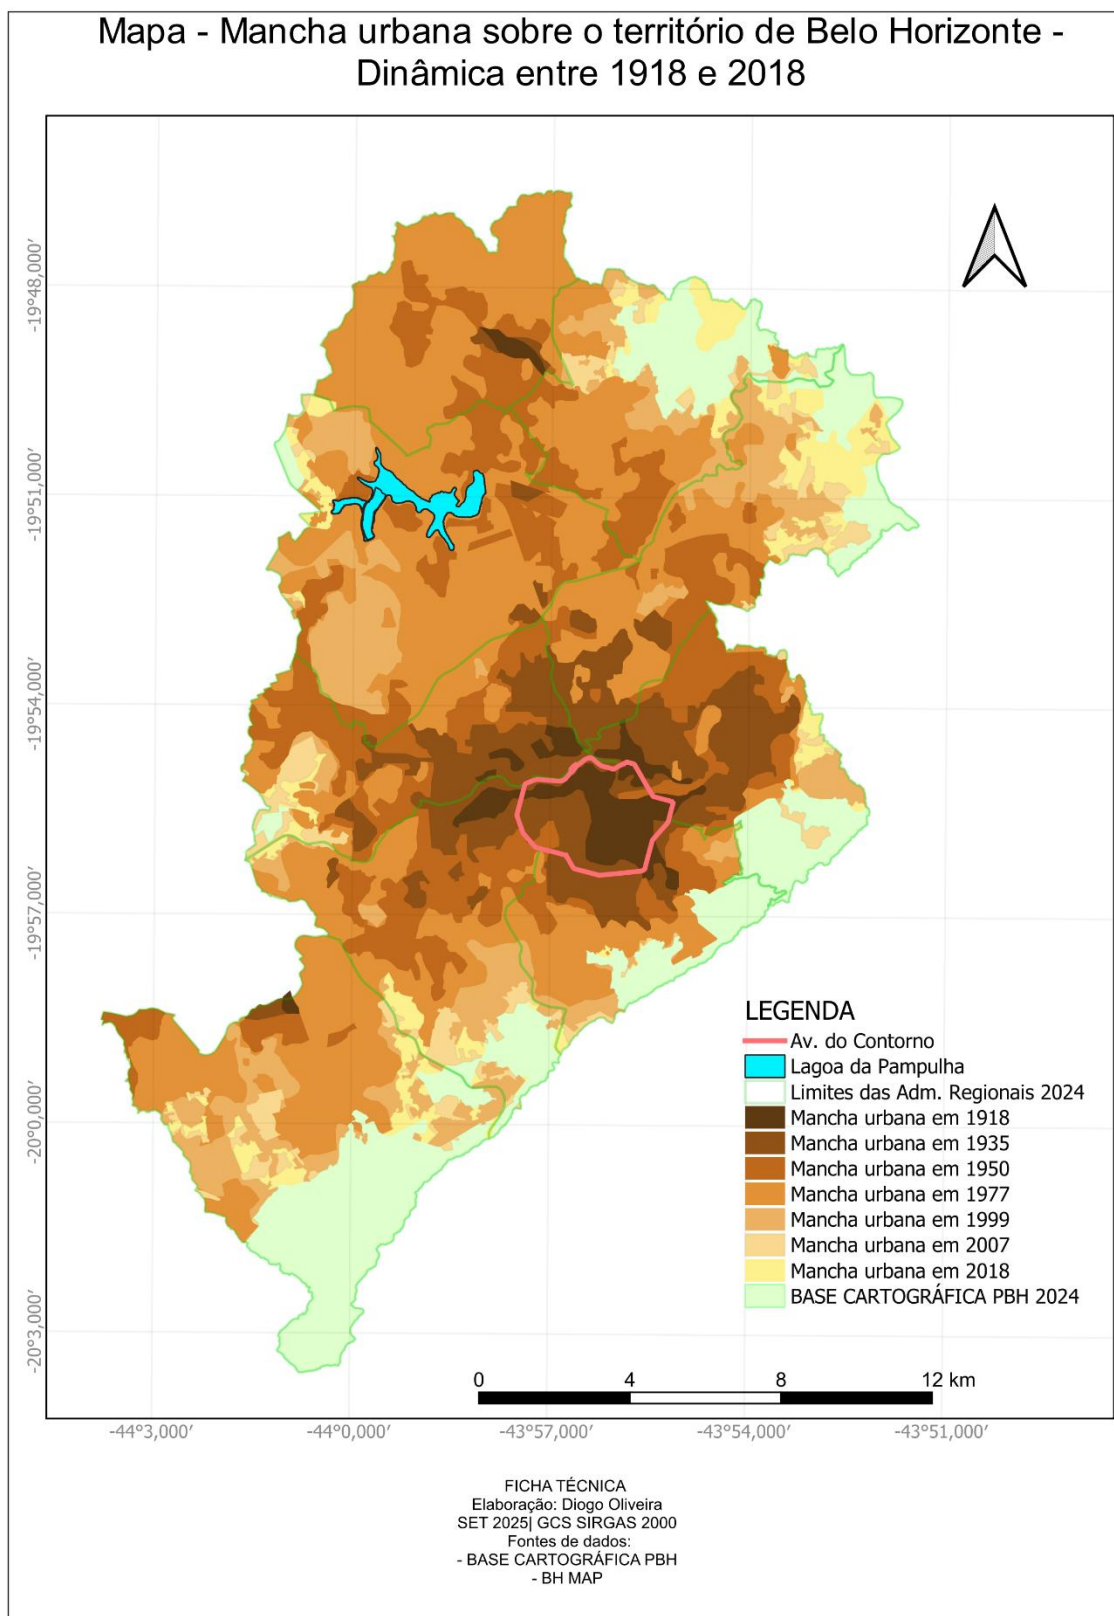 Mapa - Mancha urbana sobre o território de Belo Horizonte -
Dinâmica entre 1918 e 2018
-19°48,000′
-19°51,000′
-19°54,000′
-19°57,000′
-20°0,000′
-20°3,000′
LEGENDA
Av. do Contorno
Lagoa da Pampulha
Limites das Adm. Regionais 2024
Mancha urbana em 1918
Mancha urbana em 1935
Mancha urbana em 1950
Mancha urbana em 1977
Mancha urbana em 1999
Mancha urbana em 2007
Mancha urbana em 2018
BASE CARTOGRÁFICA PBH 2024
0 4 8 12 km
-44°3,000′ -44°0,000′ -43°57,000′ -43°54,000′ -43°51,000′
FICHA TÉCNICA
Elaboração: Diogo Oliveira
SET 2025| GCS SIRGAS 2000
Fontes de dados:
- BASE CARTOGRÁFICA PBH
- BH MAP